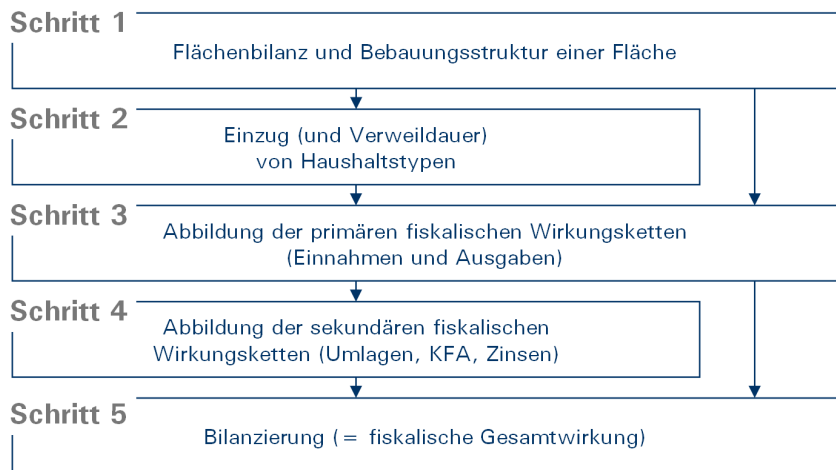 Schritt 1
Flächenbilanz und Bebauungsstruktur einer Fläche
Schritt 2
Einzug (und Verweildauer)
von Haushaltstypen
Schritt 3
Abbildung der primären fiskalischen Wirkungsketten
(Einnahmen und Ausgaben)
Schritt 4
Abbildung der sekundären fiskalischen
Wirkungsketten (Umlagen, KFA, Zinsen)
Schritt 5
Bilanzierung (= fiskalische Gesamtwirkung)